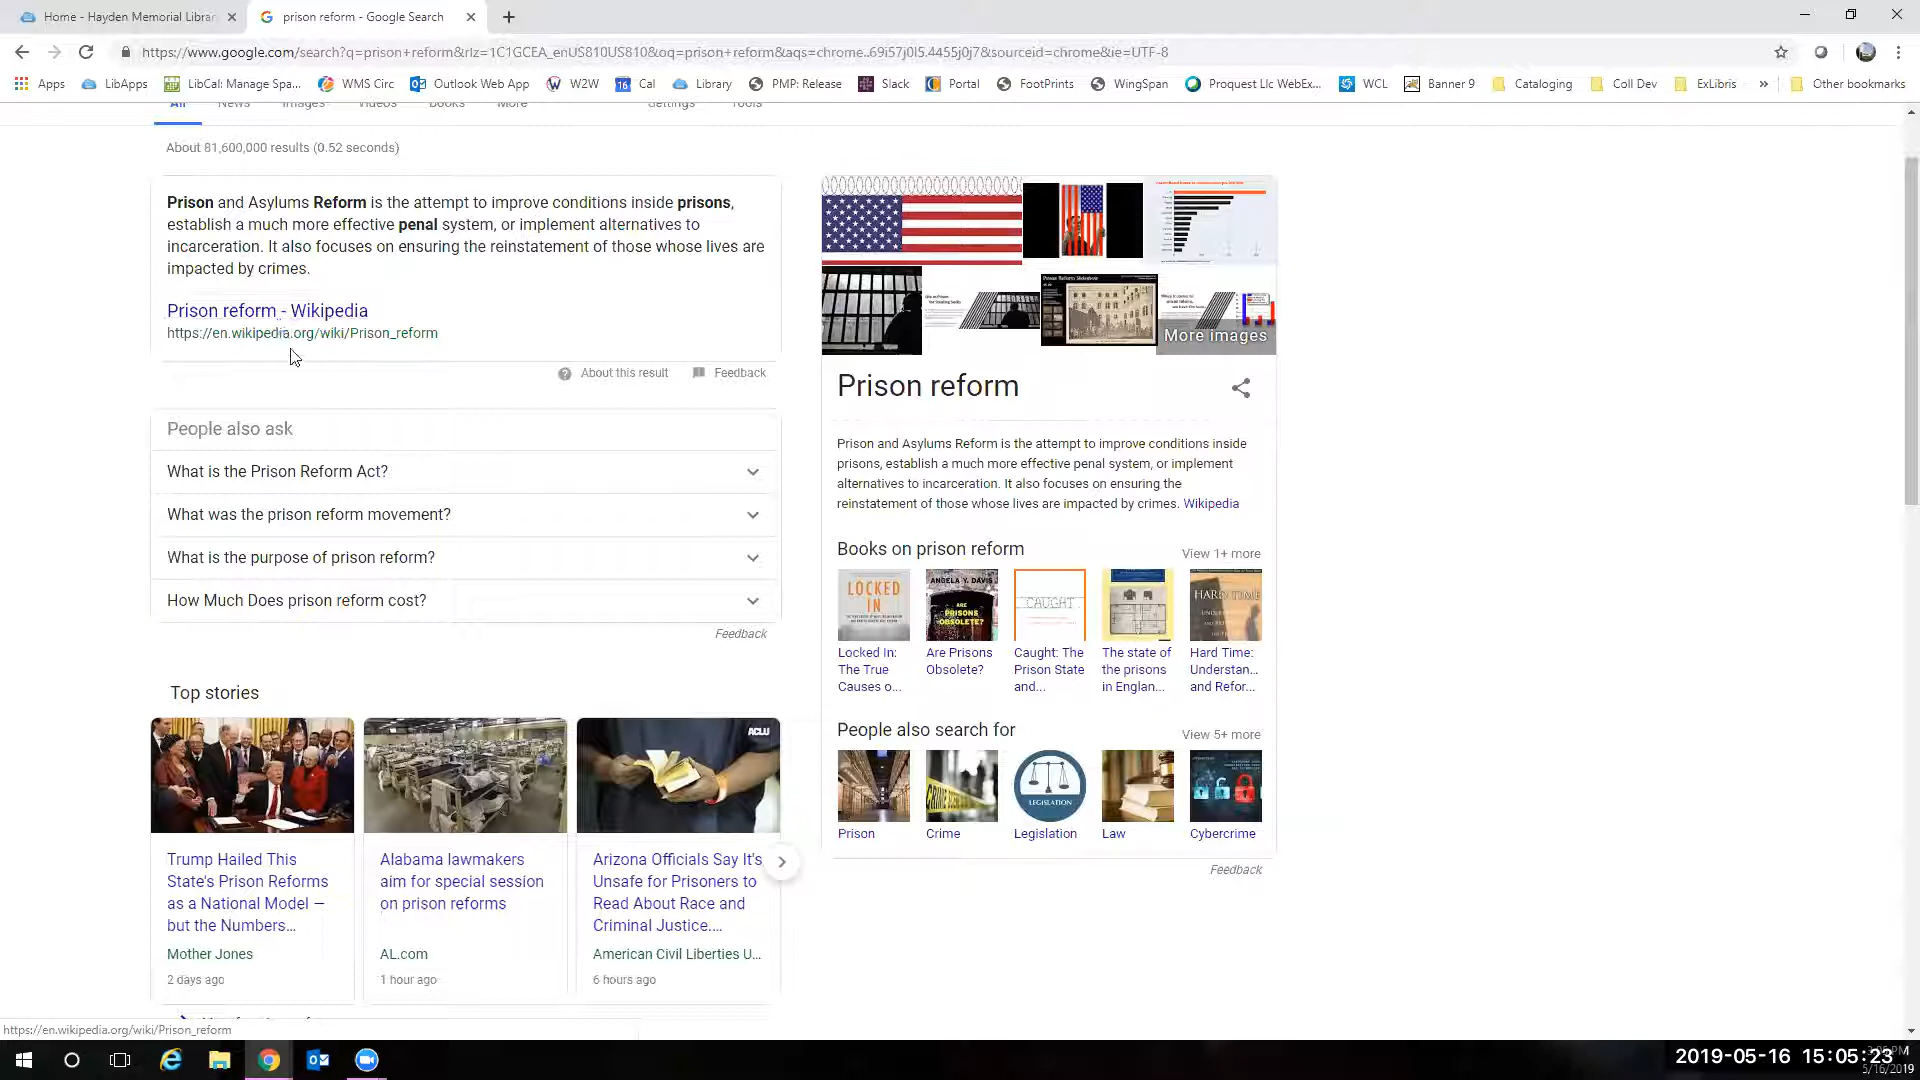 Home - Hayden Memorial Librar
prison reform - Google Search
https://www.google.com/search?q=prison+reform&rlz=1C1GCEA_enUS810US810&oq=prison+reform&aqs=chrome..69i57j0l5.4455j0j7&sourceid=chrome&ie=UTF-8
Apps LibApps LibCal: Manage Spa... WMS Circ Outlook Web App W2W 16 Cal Library PMP: Release Slack Portal FootPrints WingSpan Proquest Llc WebEx... WCL Banner 9 Cataloging Coll Dev ExLibris » Other bookmarks
All News Images Videos Books More Settings Tools
About 81,600,000 results (0.52 seconds)
Prison and Asylums Reform is the attempt to improve conditions inside prisons,
establish a much more effective penal system, or implement alternatives to
incarceration. It also focuses on ensuring the reinstatement of those whose lives are
impacted by crimes.
Prison reform - Wikipedia
https://en.wikipedia.org/wiki/Prison_reform
About this result Feedback
People also ask
What is the Prison Reform Act?
What was the prison reform movement?
What is the purpose of prison reform?
How Much Does prison reform cost?
Feedback
Top stories
ACLU
Trump Hailed This
State's Prison Reforms
as a National Model —
but the Numbers...
Mother Jones
2 days ago
Alabama lawmakers
aim for special session
on prison reforms
AL.com
1 hour ago
Arizona Officials Say It's
Unsafe for Prisoners to
Read About Race and
Criminal Justice....
American Civil Liberties U...
6 hours ago
More images
Prison reform
Prison and Asylums Reform is the attempt to improve conditions inside
prisons, establish a much more effective penal system, or implement
alternatives to incarceration. It also focuses on ensuring the
reinstatement of those whose lives are impacted by crimes. Wikipedia
Books on prison reform
View 1+ more
LOCKED
IN
ANGELA Y. DAVIS
ARE
PRISONS
OBSOLETE?
CAUGHT
HARD TIME
Locked In:
The True
Causes o...
Are Prisons
Obsolete?
Caught: The
Prison State
and...
The state of
the prisons
in Englan...
Hard Time:
Understan...
and Refor...
People also search for
View 5+ more
CRIME SCENE
LEGISLATION
Prison
Crime
Legislation
Law
Cybercrime
Feedback
https://en.wikipedia.org/wiki/Prison_reform
2019-05-16 15:05:23
5/16/2019